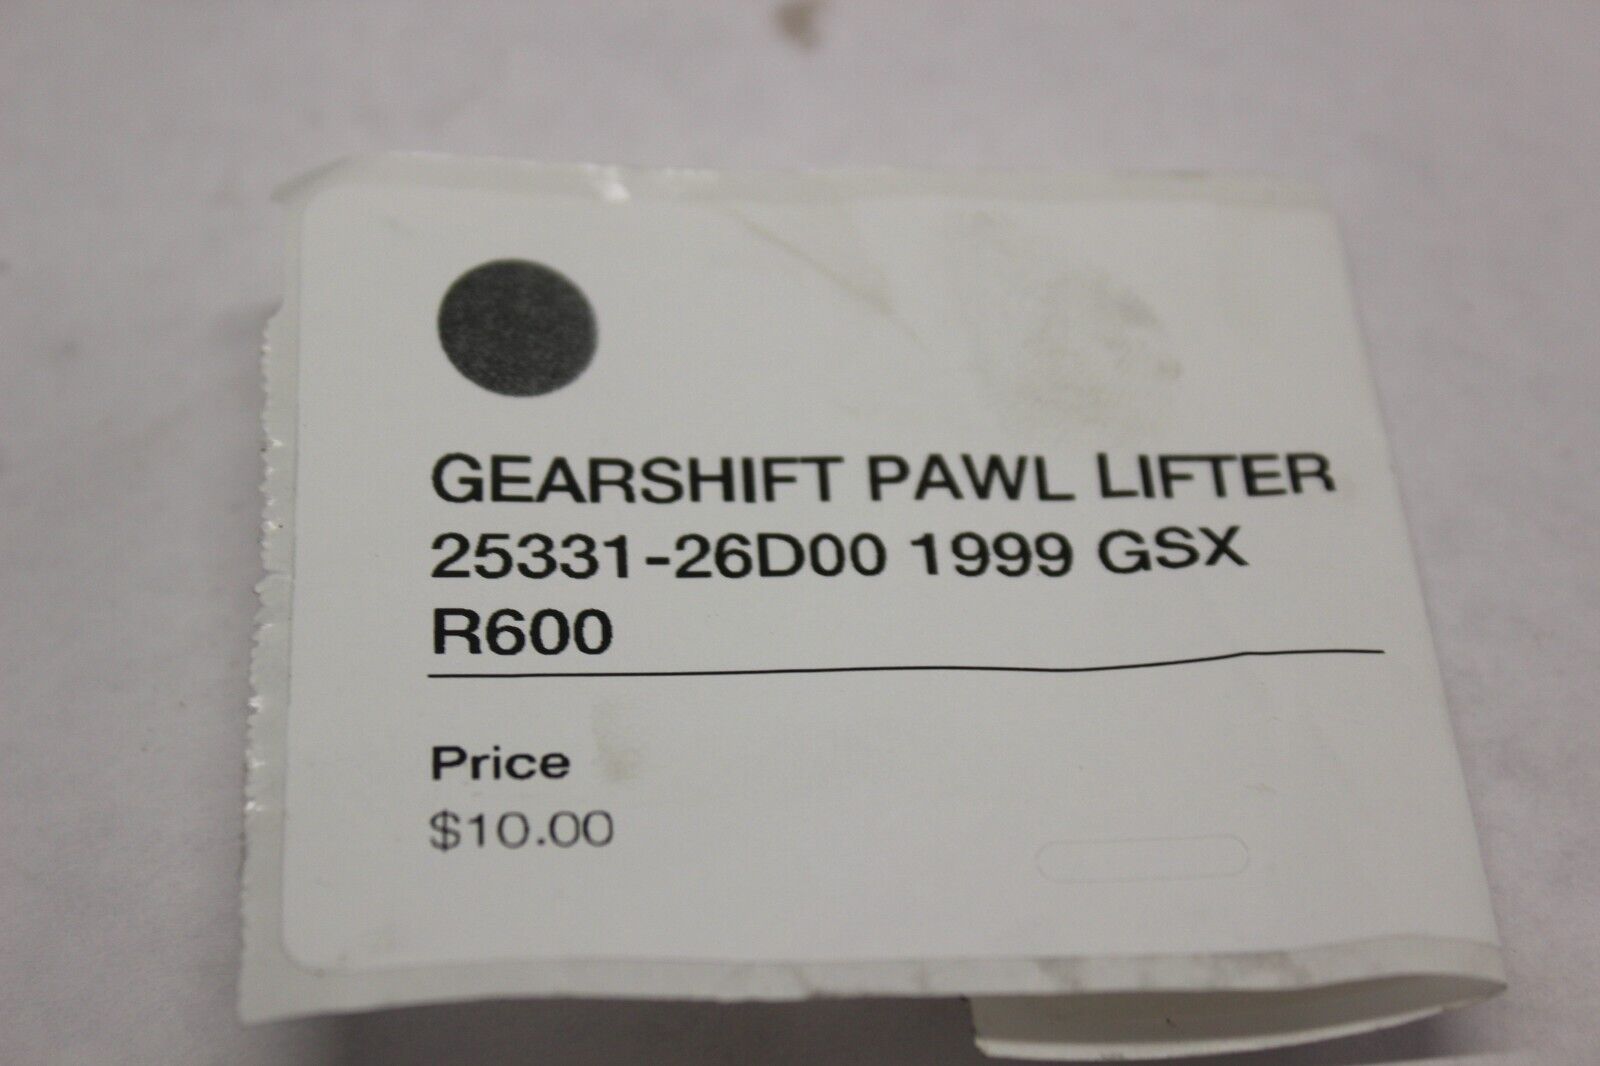 GEARSHIFT PAWL LIFTER
25331-26D00 1999 GSX
R600
Price
$10.00